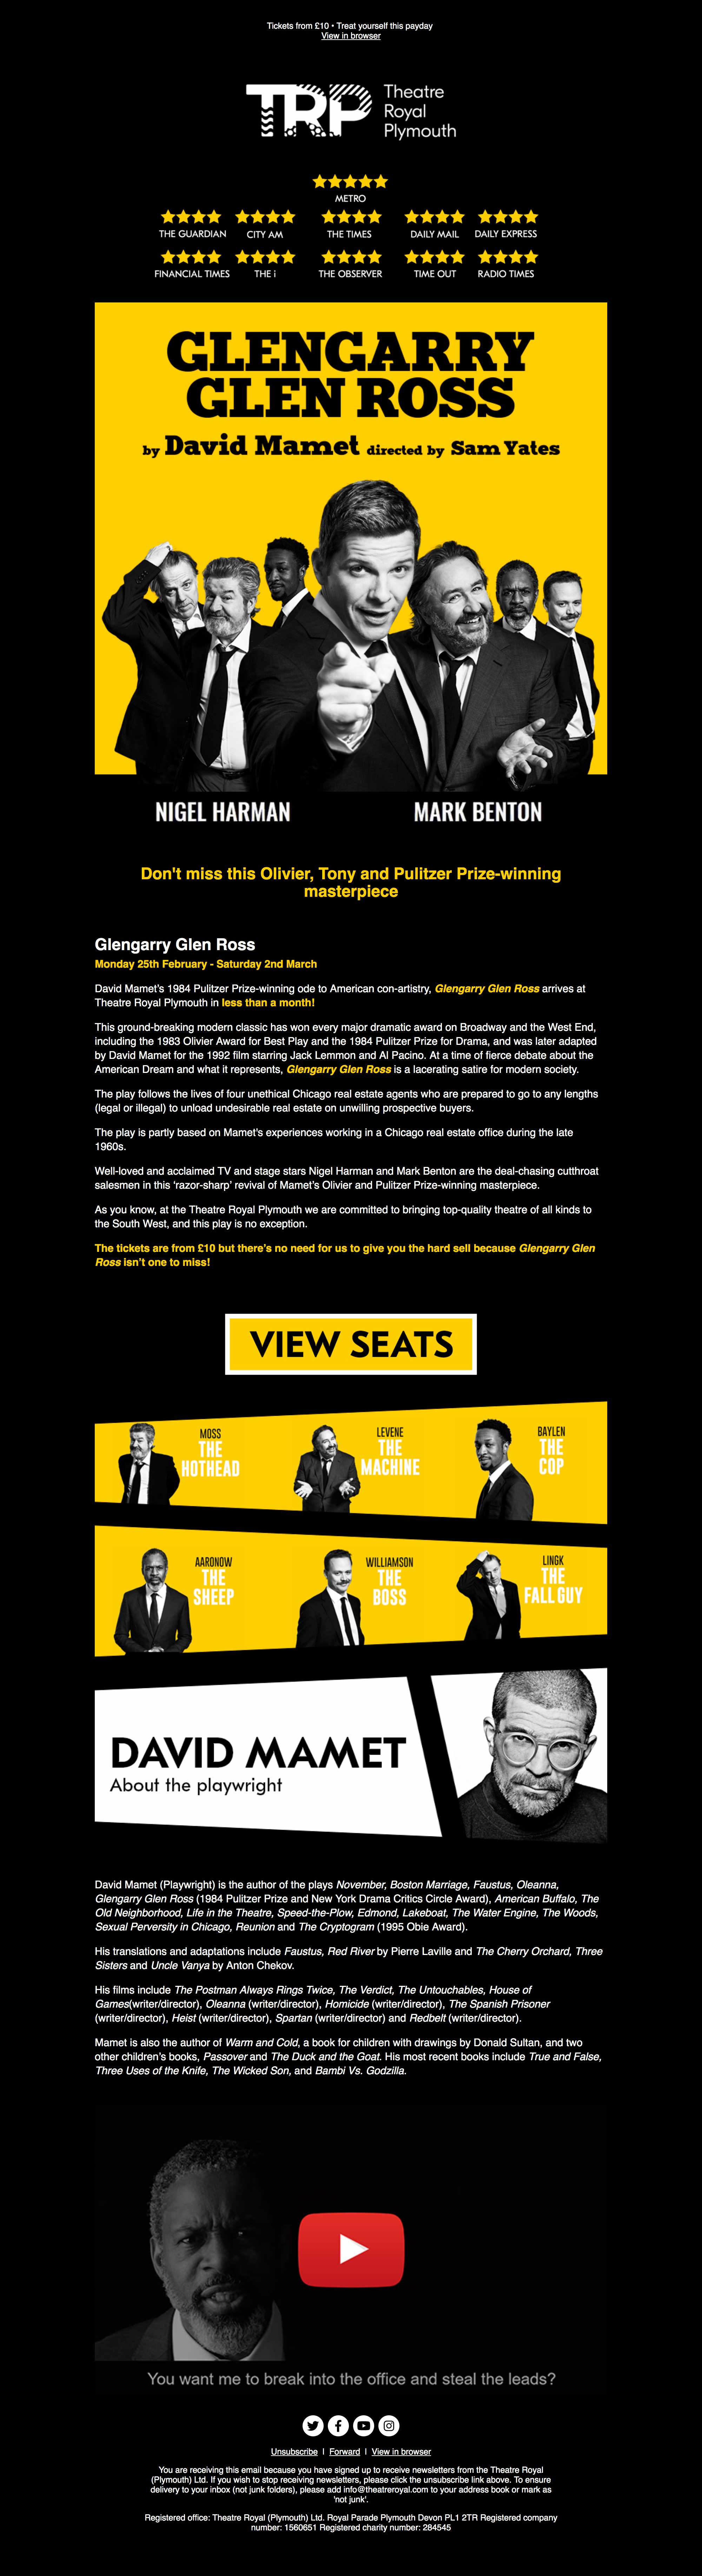 Tickets from £10 • Treat yourself this payday
View in browser
TRP Theatre
Royal
Plymouth
METRO
THE GUARDIAN CITY AM THE TIMES DAILY MAIL DAILY EXPRESS
FINANCIAL TIMES THE i THE OBSERVER TIME OUT RADIO TIMES
GLENGARRY
GLEN ROSS
by David Mamet directed by Sam Yates
NIGEL HARMAN MARK BENTON
Don't miss this Olivier, Tony and Pulitzer Prize-winning
masterpiece
Glengarry Glen Ross
Monday 25th February - Saturday 2nd March
David Mamet's 1984 Pulitzer Prize-winning ode to American con-artistry, Glengarry Glen Ross arrives at
Theatre Royal Plymouth in less than a month!
This ground-breaking modern classic has won every major dramatic award on Broadway and the West End,
including the 1983 Olivier Award for Best Play and the 1984 Pulitzer Prize for Drama, and was later adapted
by David Mamet for the 1992 film starring Jack Lemmon and Al Pacino. At a time of fierce debate about the
American Dream and what it represents, Glengarry Glen Ross is a lacerating satire for modern society.
The play follows the lives of four unethical Chicago real estate agents who are prepared to go to any lengths
(legal or illegal) to unload undesirable real estate on unwilling prospective buyers.
The play is partly based on Mamet's experiences working in a Chicago real estate office during the late
1960s.
Well-loved and acclaimed TV and stage stars Nigel Harman and Mark Benton are the deal-chasing cutthroat
salesmen in this 'razor-sharp' revival of Mamet's Olivier and Pulitzer Prize-winning masterpiece.
As you know, at the Theatre Royal Plymouth we are committed to bringing top-quality theatre of all kinds to
the South West, and this play is no exception.
The tickets are from £10 but there's no need for us to give you the hard sell because Glengarry Glen
Ross isn't one to miss!
VIEW SEATS
MOSS
THE
HOTHEAD
LEVENE
THE
MACHINE
BAYLEN
THE
COP
AARONOW
THE
SHEEP
WILLIAMSON
THE
BOSS
LINGK
THE
FALL GUY
DAVID MAMET
About the playwright
David Mamet (Playwright) is the author of the plays November, Boston Marriage, Faustus, Oleanna,
Glengarry Glen Ross (1984 Pulitzer Prize and New York Drama Critics Circle Award), American Buffalo, The
Old Neighborhood, Life in the Theatre, Speed-the-Plow, Edmond, Lakeboat, The Water Engine, The Woods,
Sexual Perversity in Chicago, Reunion and The Cryptogram (1995 Obie Award).
His translations and adaptations include Faustus, Red River by Pierre Laville and The Cherry Orchard, Three
Sisters and Uncle Vanya by Anton Chekov.
His films include The Postman Always Rings Twice, The Verdict, The Untouchables, House of
Games(writer/director), Oleanna (writer/director), Homicide (writer/director), The Spanish Prisoner
(writer/director), Heist (writer/director), Spartan (writer/director) and Redbelt (writer/director).
Mamet is also the author of Warm and Cold, a book for children with drawings by Donald Sultan, and two
other children's books, Passover and The Duck and the Goat. His most recent books include True and False,
Three Uses of the Knife, The Wicked Son, and Bambi Vs. Godzilla.
You want me to break into the office and steal the leads?
Unsubscribe | Forward | View in browser
You are receiving this email because you have signed up to receive newsletters from the Theatre Royal
(Plymouth) Ltd. If you wish to stop receiving newsletters, please click the unsubscribe link above. To ensure
delivery to your inbox (not junk folders), please add info@theatreroyal.com to your address book or mark as
'not junk'.
Registered office: Theatre Royal (Plymouth) Ltd. Royal Parade Plymouth Devon PL1 2TR Registered company
number: 1560651 Registered charity number: 284545